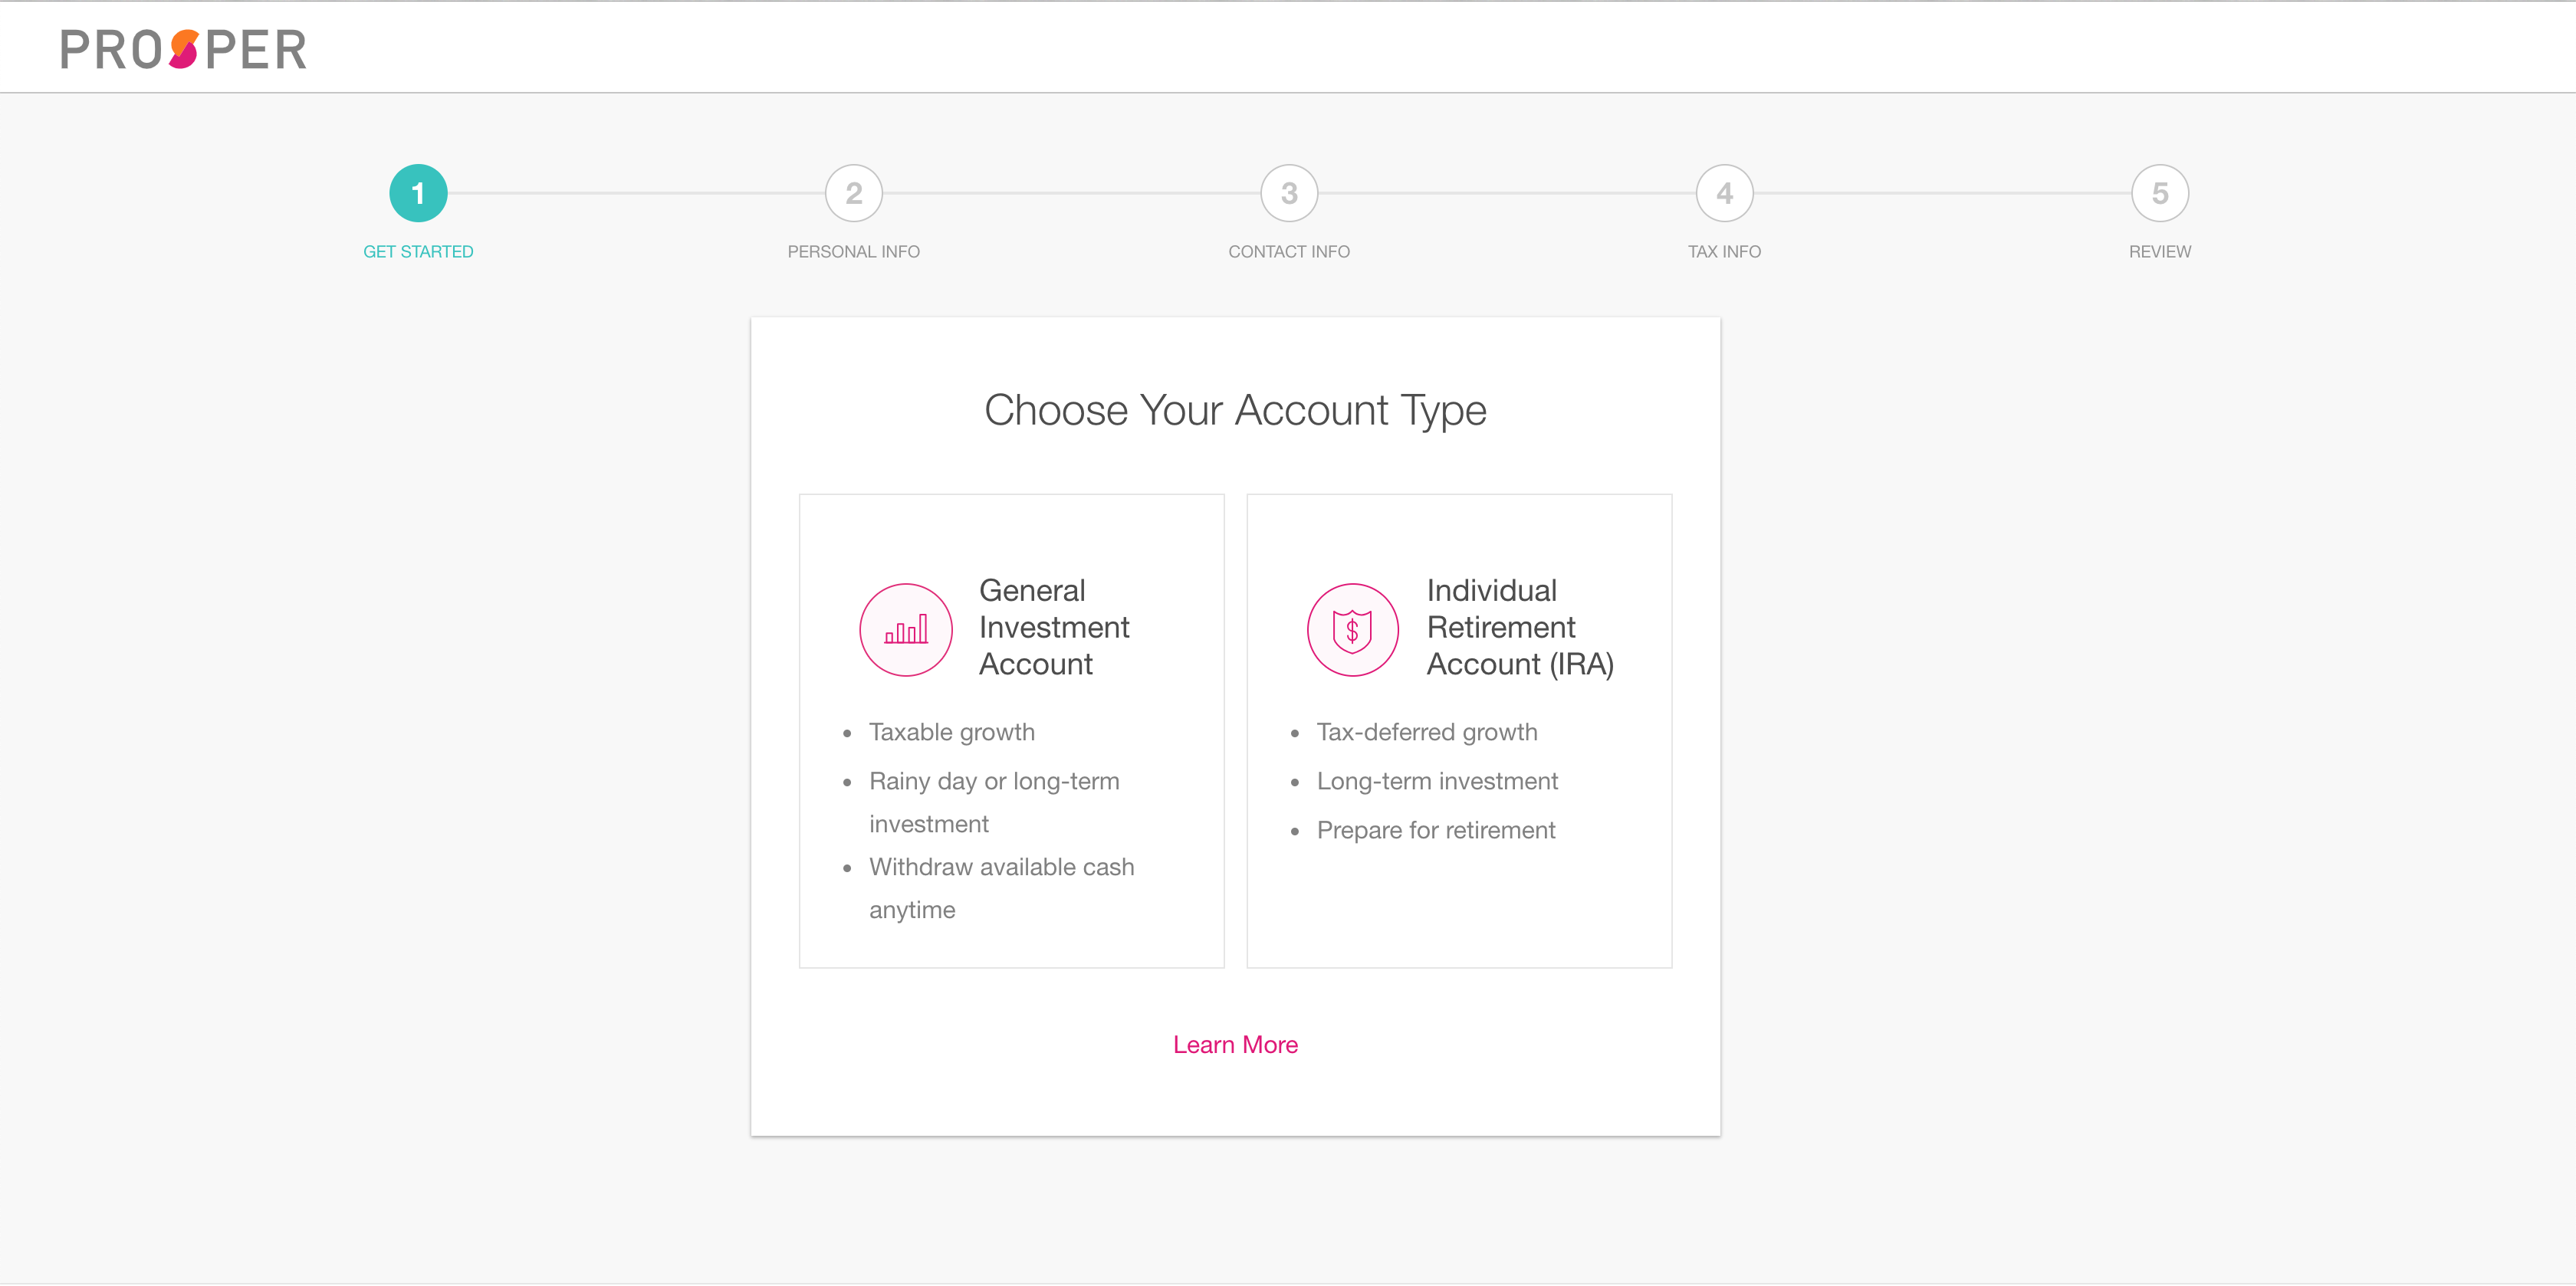 PROSPER
1
2
3
4
5
GET STARTED
PERSONAL INFO
CONTACT INFO
TAX INFO
REVIEW
Choose Your Account Type
General
Investment
Account
Taxable growth
Rainy day or long-term
investment
Withdraw available cash
anytime
$
Individual
Retirement
Account (IRA)
Tax-deferred growth
Long-term investment
Prepare for retirement
Learn More